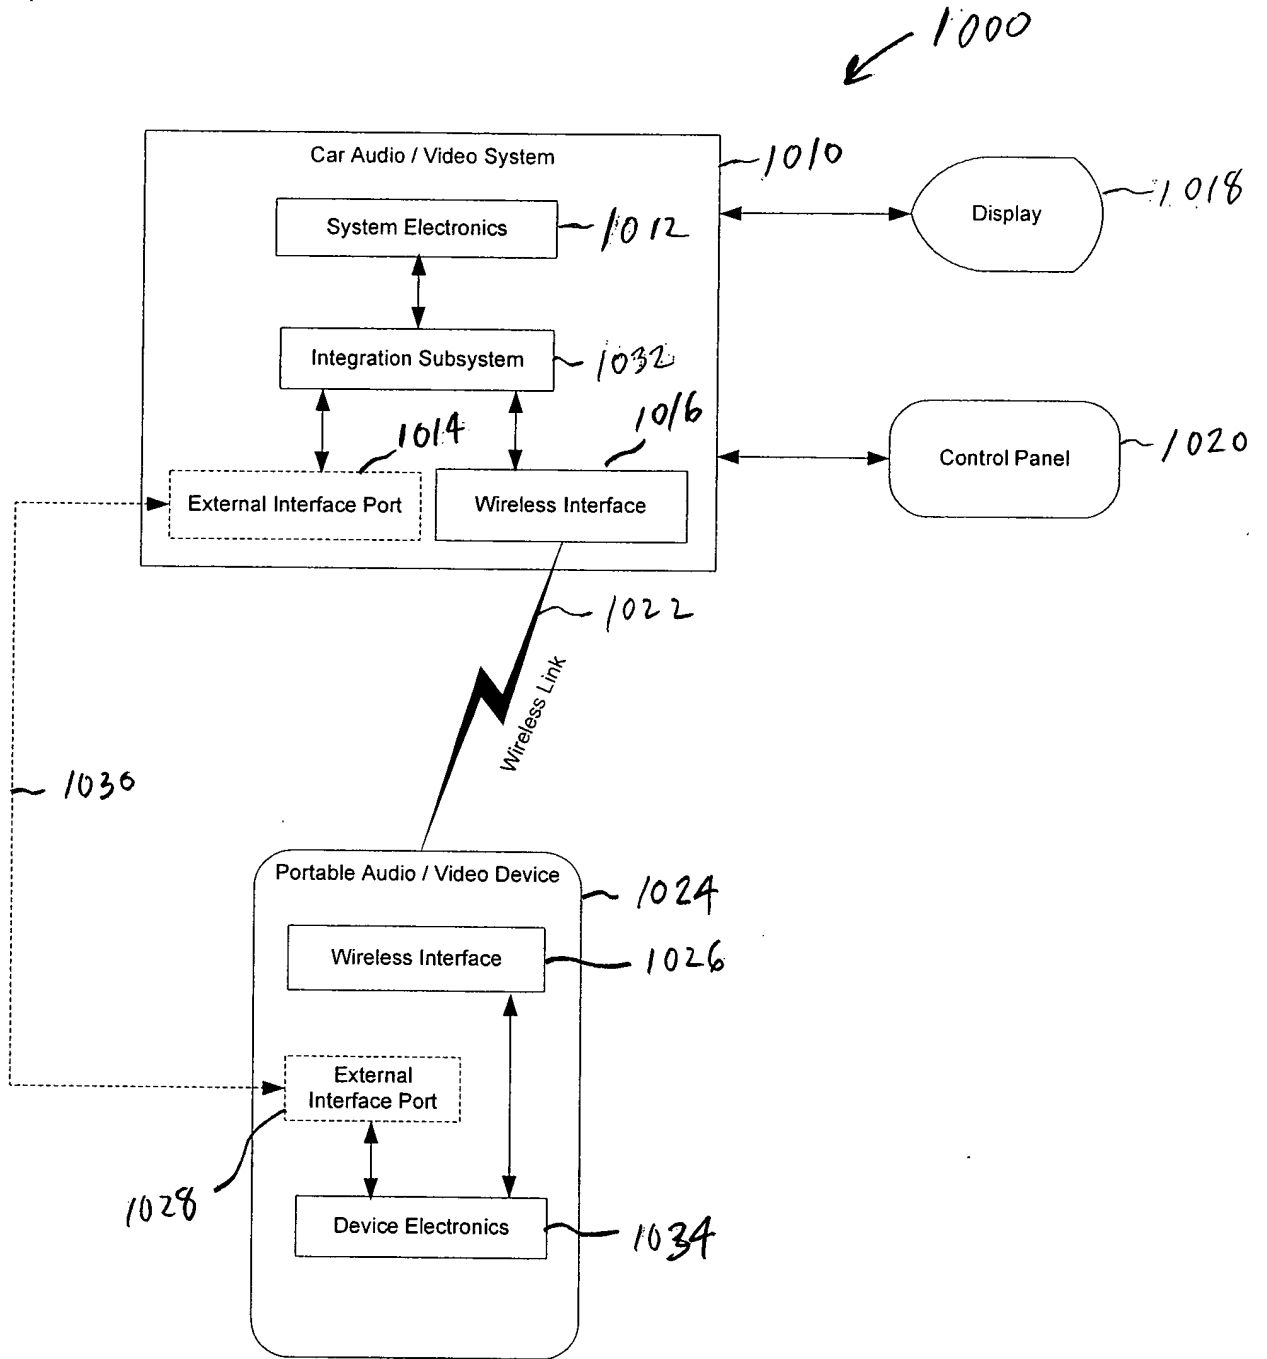 1000
Car Audio / Video System
1010
System Electronics
1012
Display
1018
Integration Subsystem
1032
1014
1016
External Interface Port
Wireless Interface
Control Panel
1020
1022
Wireless Link
1030
Portable Audio / Video Device
1024
Wireless Interface
1026
External
Interface Port
1028
Device Electronics
1034